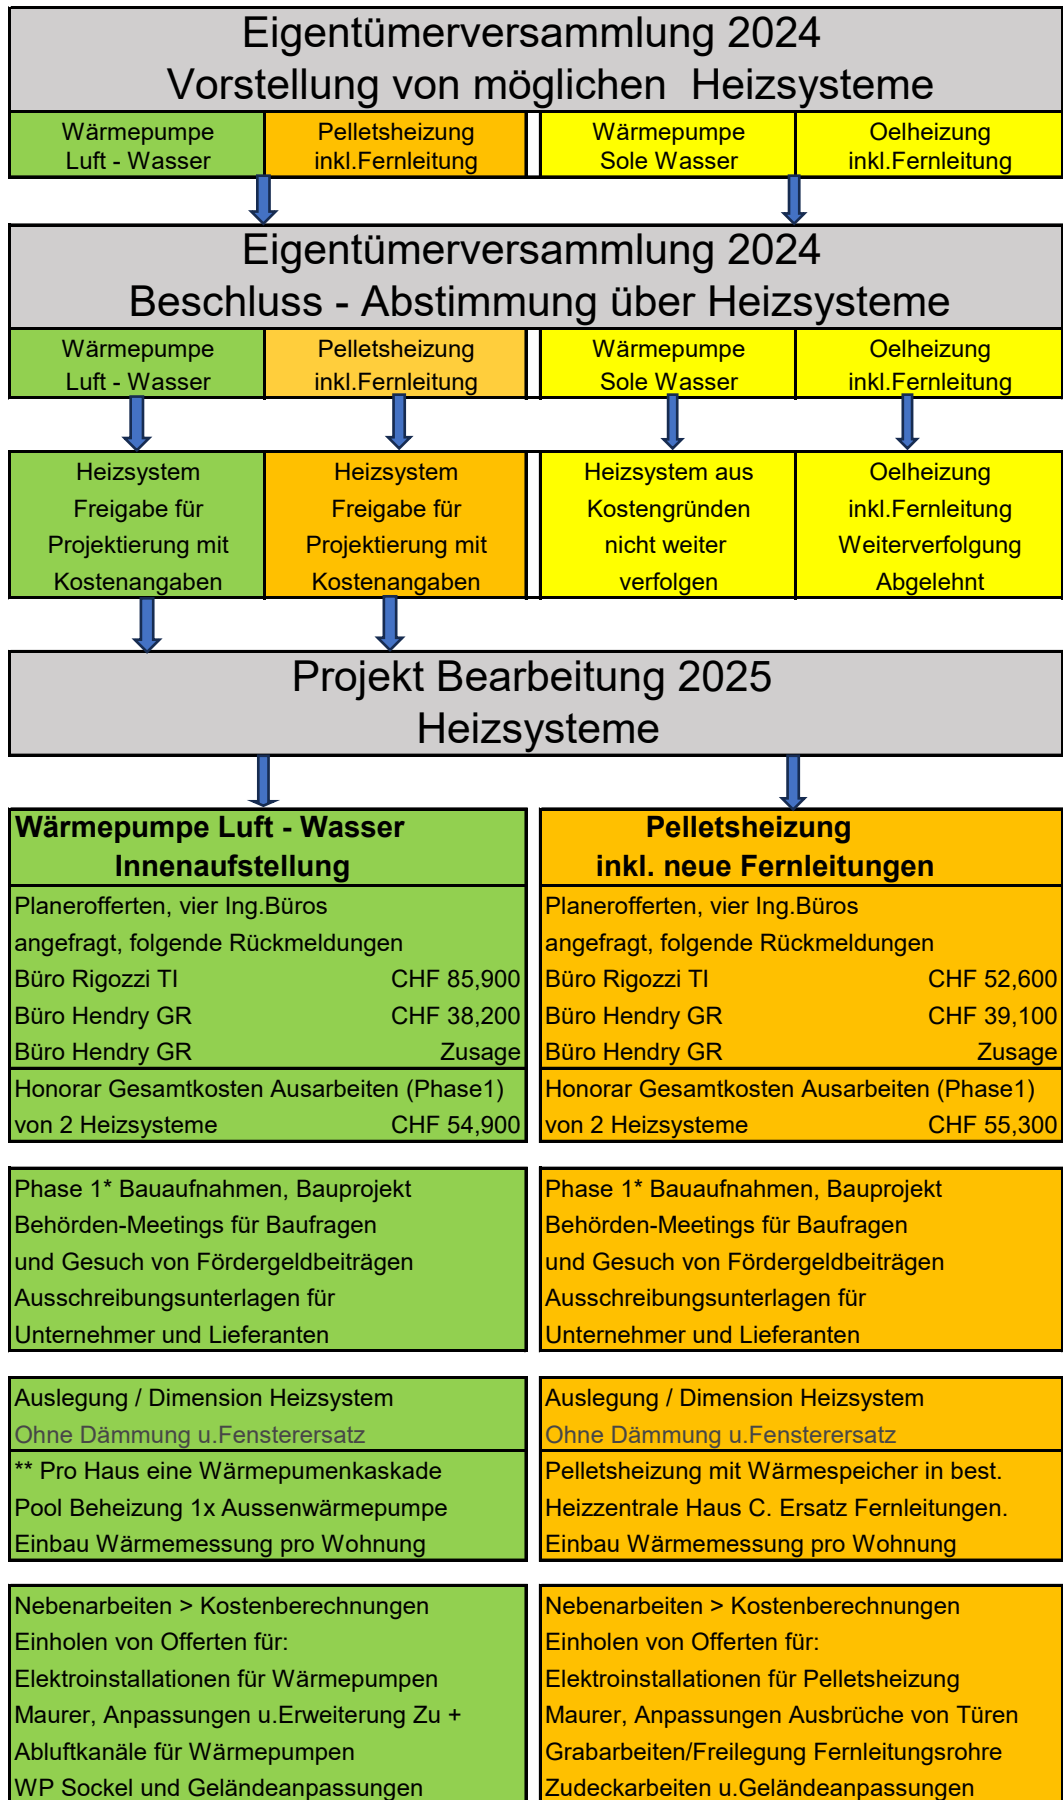 Eigentümerversammlung 2024
Vorstellung von möglichen  Heizsysteme
Wärmepumpe
Luft - Wasser
Pelletsheizung
inkl.Fernleitung
Wärmepumpe
Sole Wasser
Oelheizung
inkl.Fernleitung
Eigentümerversammlung 2024
Beschluss - Abstimmung über Heizsysteme
Wärmepumpe
Luft - Wasser
Pelletsheizung
inkl.Fernleitung
Wärmepumpe
Sole Wasser
Oelheizung
inkl.Fernleitung
Heizsystem
Freigabe für
Projektierung mit
Kostenangaben
Heizsystem
Freigabe für
Projektierung mit
Kostenangaben
Heizsystem aus
Kostengründen
nicht weiter
verfolgen
Oelheizung
inkl.Fernleitung
Weiterverfolgung
Abgelehnt
Projekt Bearbeitung 2025
Heizsysteme
Wärmepumpe Luft - Wasser
Innenaufstellung
Planerofferten, vier Ing.Büros
angefragt, folgende Rückmeldungen
Büro Rigozzi TI CHF 85,900
Büro Hendry GR CHF 38,200
Büro Hendry GR Zusage
Honorar Gesamtkosten Ausarbeiten (Phase1)
von 2 Heizsysteme CHF 54,900
Pelletsheizung
inkl. neue Fernleitungen
Planerofferten, vier Ing.Büros
angefragt, folgende Rückmeldungen
Büro Rigozzi TI CHF 52,600
Büro Hendry GR CHF 39,100
Büro Hendry GR Zusage
Honorar Gesamtkosten Ausarbeiten (Phase1)
von 2 Heizsysteme CHF 55,300
Phase 1* Bauaufnahmen, Bauprojekt
Behörden-Meetings für Baufragen
und Gesuch von Fördergeldbeiträgen
Ausschreibungsunterlagen für
Unternehmer und Lieferanten
Phase 1* Bauaufnahmen, Bauprojekt
Behörden-Meetings für Baufragen
und Gesuch von Fördergeldbeiträgen
Ausschreibungsunterlagen für
Unternehmer und Lieferanten
Auslegung / Dimension Heizsystem
Ohne Dämmung u.Fensterersatz
** Pro Haus eine Wärmepumenkaskade
Pool Beheizung 1x Aussenwärmepumpe
Einbau Wärmemessung pro Wohnung
Auslegung / Dimension Heizsystem
Ohne Dämmung u.Fensterersatz
Pelletsheizung mit Wärmespeicher in best.
Heizzentrale Haus C. Ersatz Fernleitungen.
Einbau Wärmemessung pro Wohnung
Nebenarbeiten > Kostenberechnungen
Einholen von Offerten für:
Elektroinstallationen für Wärmepumpen
Maurer, Anpassungen u.Erweiterung Zu +
Abluftkanäle für Wärmepumpen
WP Sockel und Geländeanpassungen
Nebenarbeiten > Kostenberechnungen
Einholen von Offerten für:
Elektroinstallationen für Pelletsheizung
Maurer, Anpassungen Ausbrüche von Türen
Grabarbeiten/Freilegung Fernleitungsrohre
Zudeckarbeiten u.Geländeanpassungen